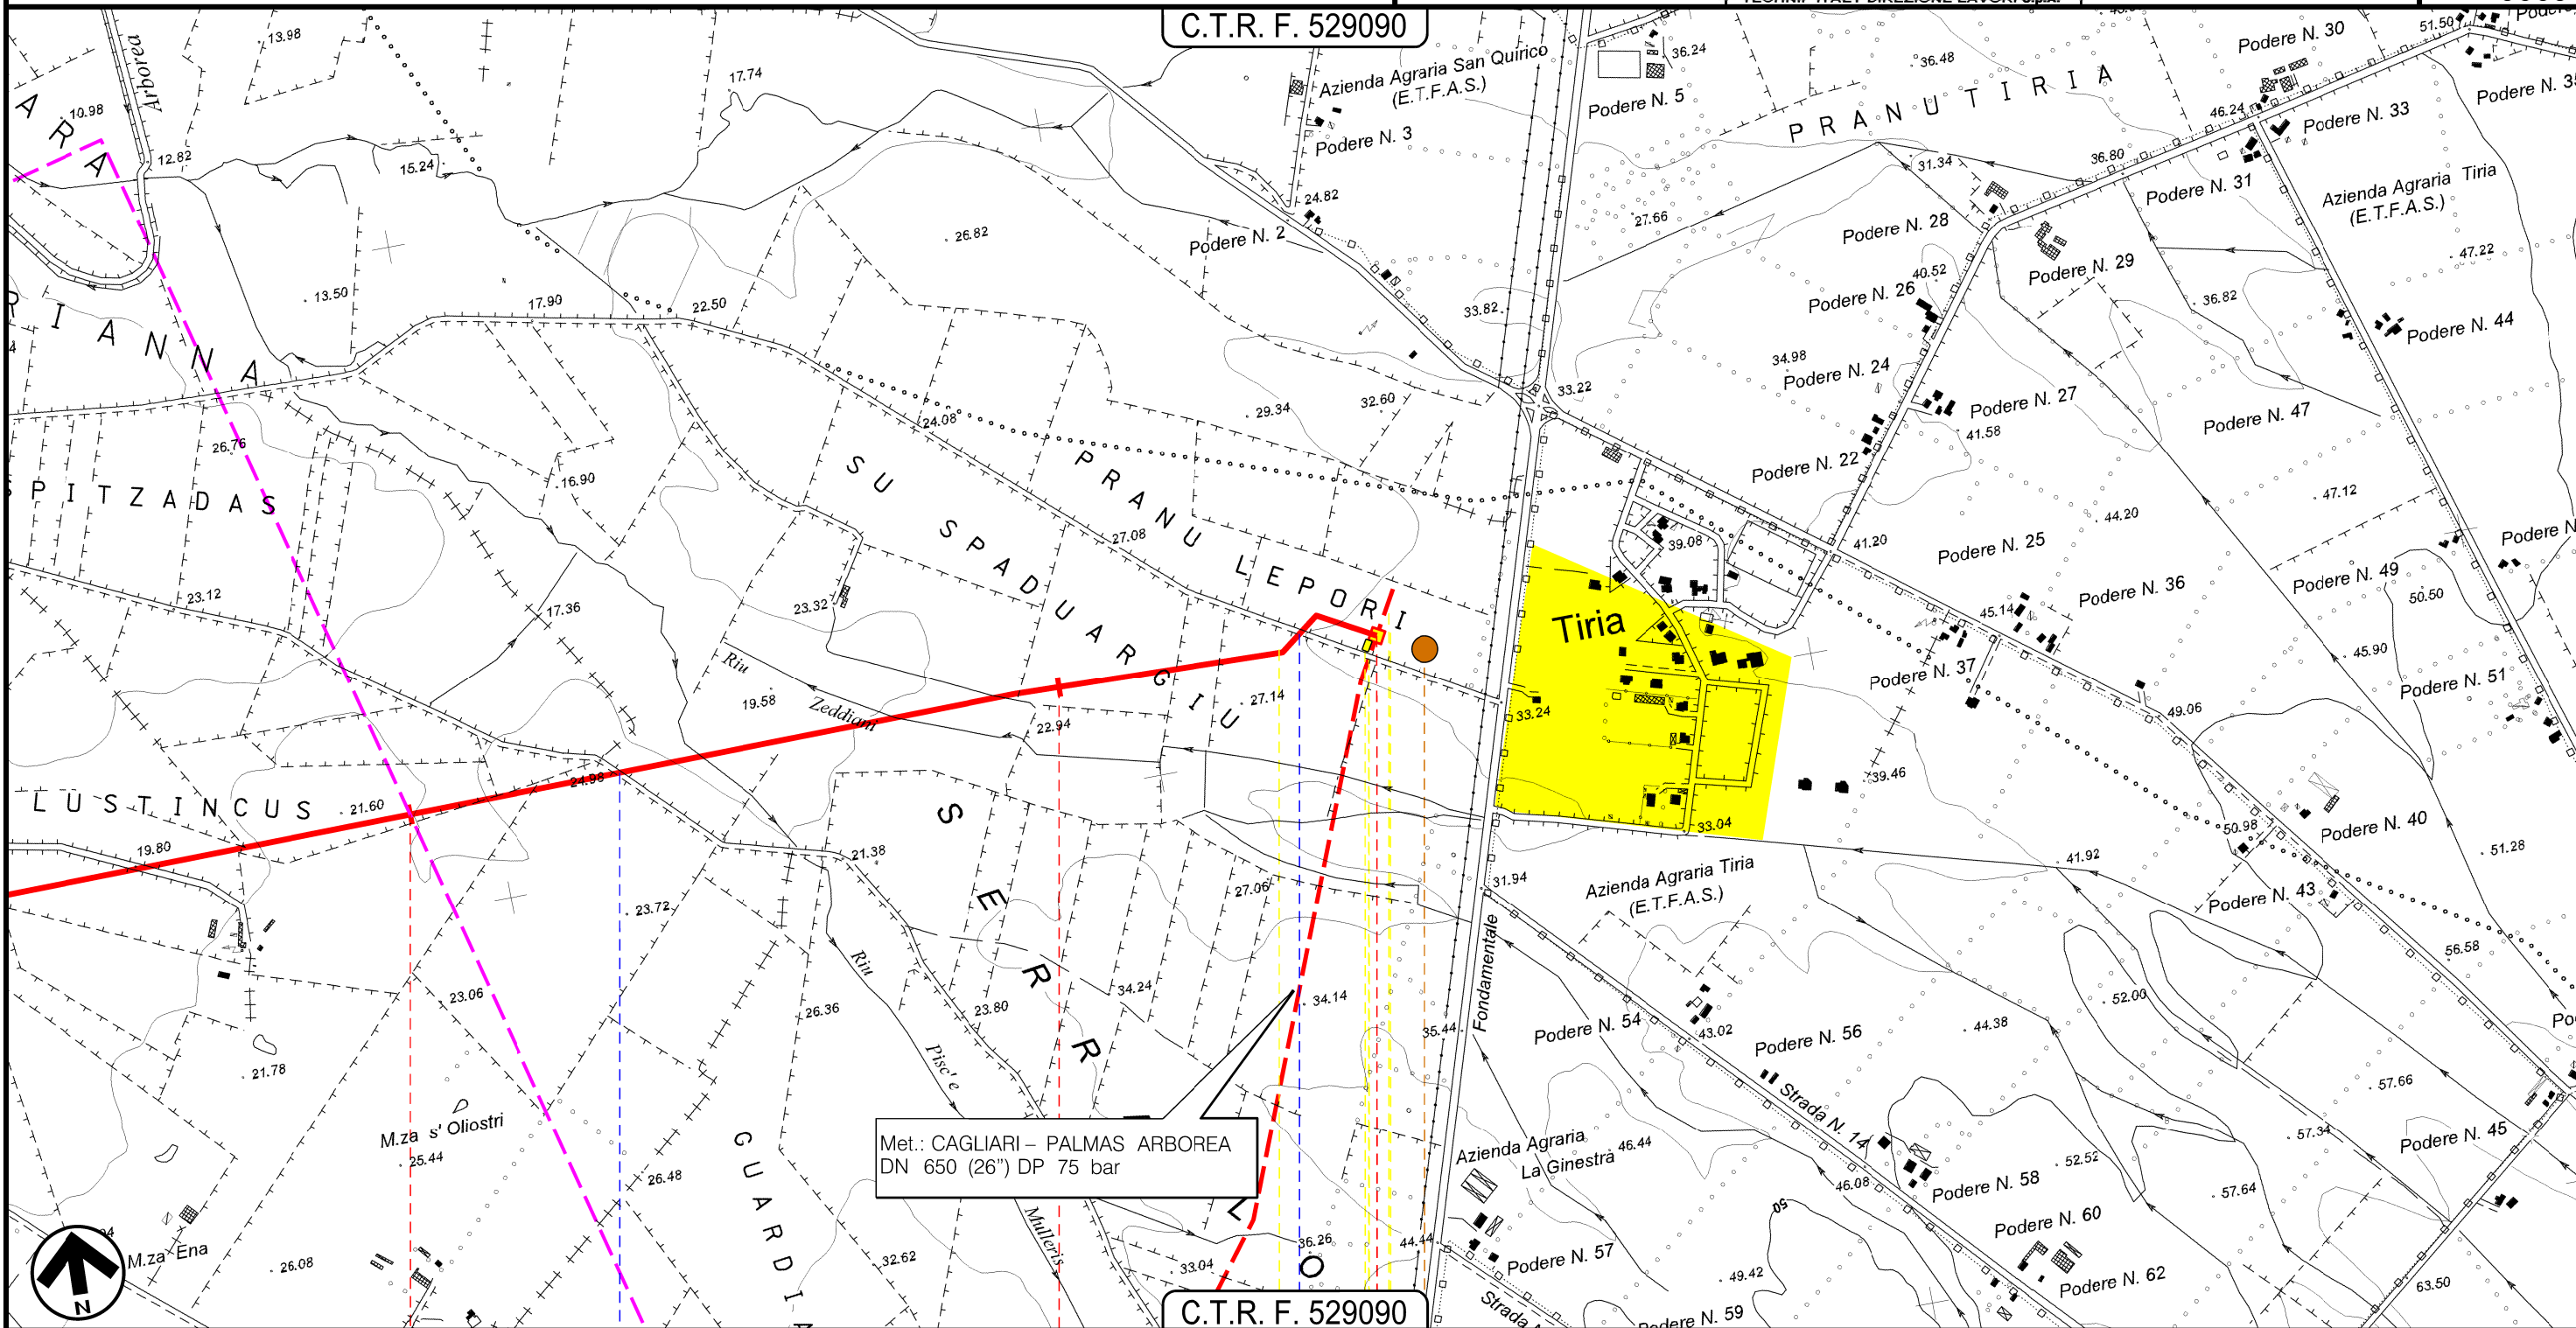 C.T.R. F. 529090
Arborea
13.98
10.98
12.82
15.24
17.74
Azienda Agraria San Quirico
(E.T.F.A.S.)
Podere N. 3
24.82
Podere N. 2
26.82
36.24
Podere N. 5
36.48
PRANU TIRIA
Podere N. 30
51.50
46.24
Podere N. 33
36.80
31.34
Podere N. 31
Azienda Agraria Tiria
(E.T.F.A.S.)
27.66
Podere N. 28
47.22
Podere N. 29
40.52
Podere N. 26
36.82
33.82
Podere N. 44
34.98
Podere N. 24
33.22
Podere N. 27
41.58
Podere N. 47
Podere N. 22
47.12
44.20
13.50
17.90
22.50
RIANNA
24.08
29.34
32.60
26.76
16.90
SPITZADAS
SU SPADUARGIU
PRANU LEPORI
27.08
39.08
41.20
Podere N. 25
Podere N. 36
Podere N. 49
50.50
45.14
23.12
17.36
23.32
Tiria
Riu
Zeddiani
19.58
22.94
27.14
33.24
Podere N. 37
45.90
Podere N. 51
49.06
39.46
LUSTINCUS
21.60
24.98
19.80
21.38
33.04
50.98
Podere N. 40
51.28
41.92
Azienda Agraria Tiria
(E.T.F.A.S.)
31.94
27.06
Podere N. 43
23.72
56.58
Fondamentale
SERR
23.06
26.36
Riu
Pisc' e
Mulleris
23.80
34.24
34.14
35.44
Podere N. 54
43.02
Podere N. 56
44.38
52.00
57.66
21.78
M.za s' Oliostri
25.44
26.48
GUARDIA
Met.: CAGLIARI – PALMAS ARBOREA
DN 650 (26") DP 75 bar
Strada N. 14
Azienda Agraria
La Ginestra
46.44
57.34
Podere N. 45
52.52
46.08
Podere N. 58
57.64
50
Podere N. 60
M.za Ena
26.08
32.62
33.04
36.26
L
O
44.44
Podere N. 57
49.42
Podere N. 62
63.50
Podere N. 59
N
C.T.R. F. 529090